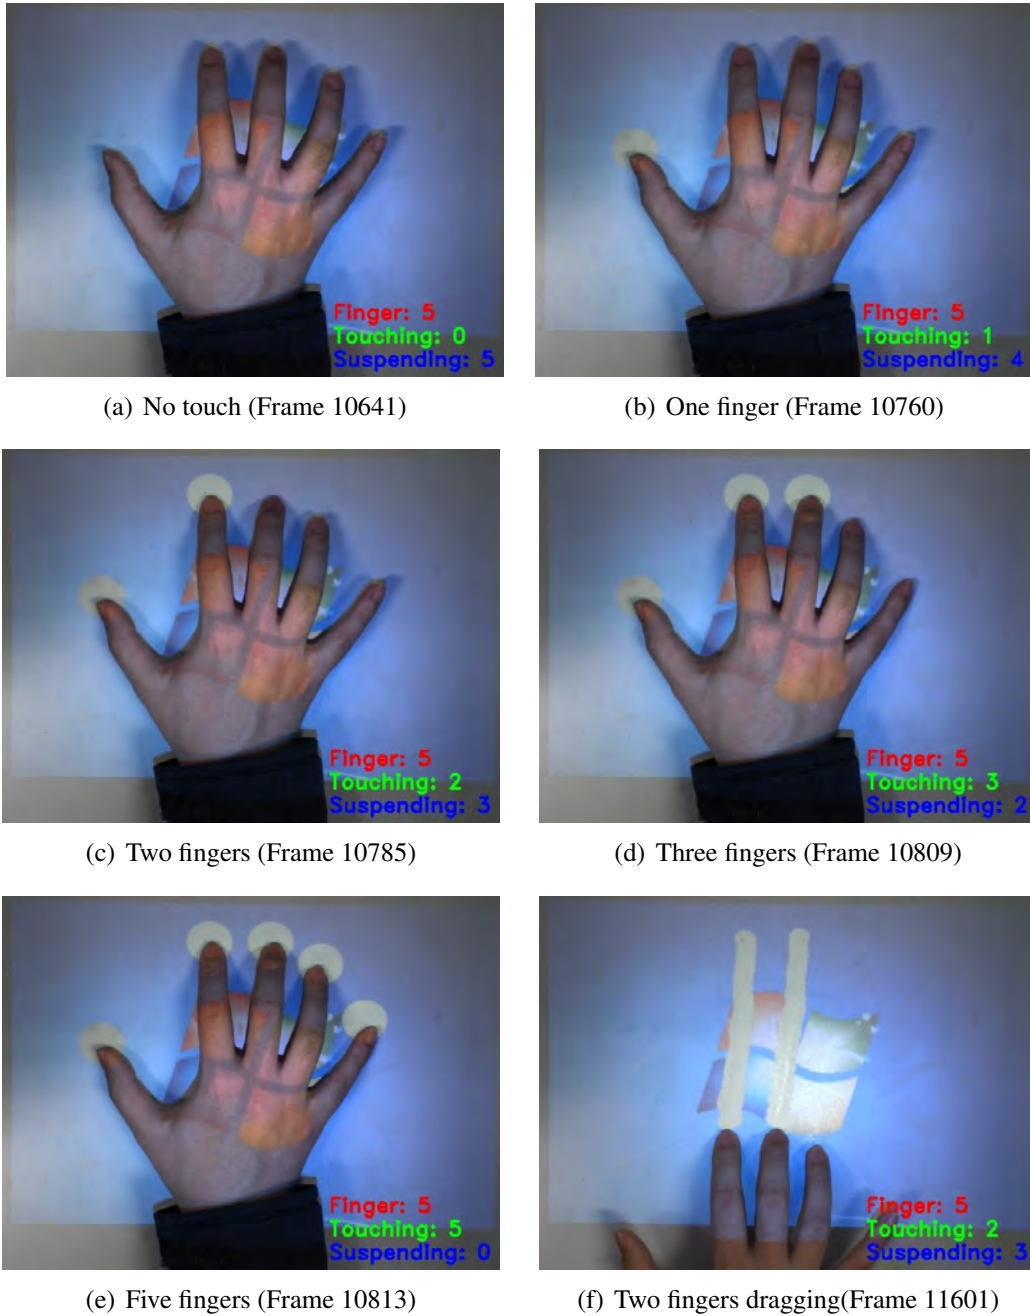 Finger: 5
Touching: 0
Suspending: 5
(a) No touch (Frame 10641)
Finger: 5
Touching: 1
Suspending: 4
(b) One finger (Frame 10760)
Finger: 5
Touching: 2
Suspending: 3
(c) Two fingers (Frame 10785)
Finger: 5
Touching: 3
Suspending: 2
(d) Three fingers (Frame 10809)
Finger: 5
Touching: 5
Suspending: 0
(e) Five fingers (Frame 10813)
Finger: 5
Touching: 2
Suspending: 3
(f) Two fingers dragging(Frame 11601)